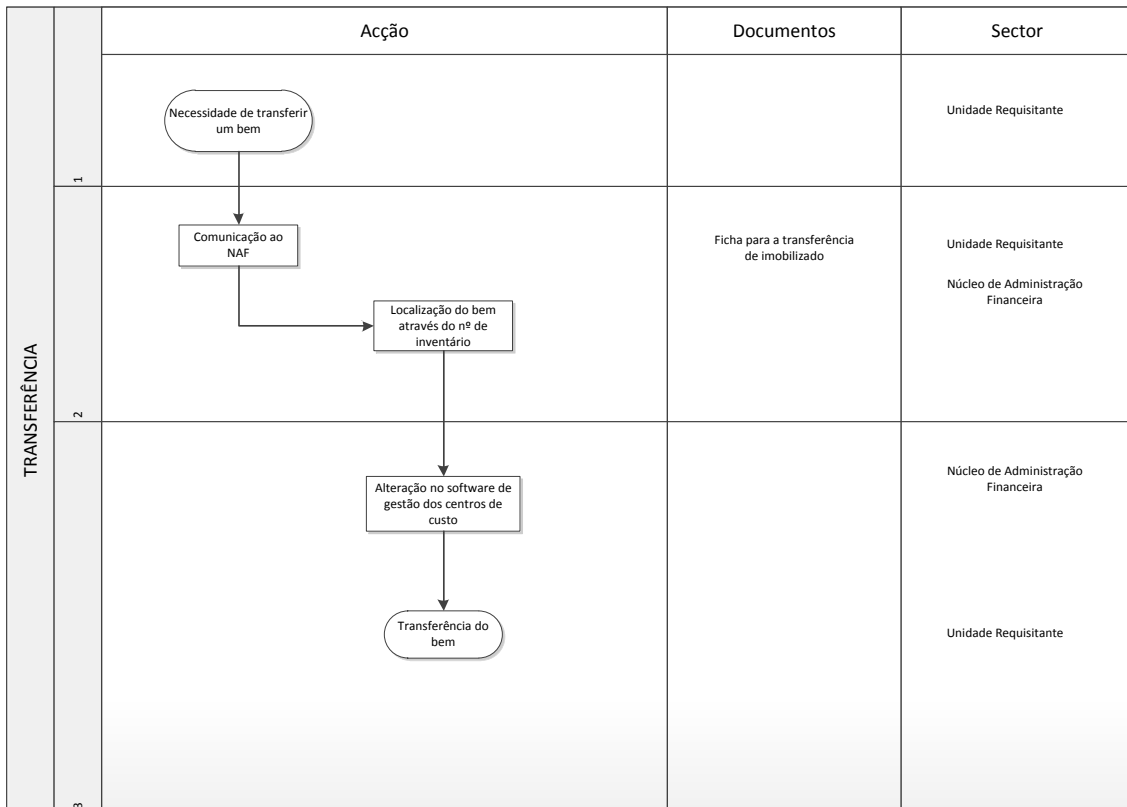 Acção
Documentos
Sector
TRANSFERÊNCIA
1
Necessidade de transferir
um bem
Unidade Requisitante
2
Comunicação ao
NAF
Ficha para a transferência
de imobilizado
Unidade Requisitante
Núcleo de Administração
Financeira
Localização do bem
através do nº de
inventário
Alteração no software de
gestão dos centros de
custo
Núcleo de Administração
Financeira
Transferência do
bem
Unidade Requisitante